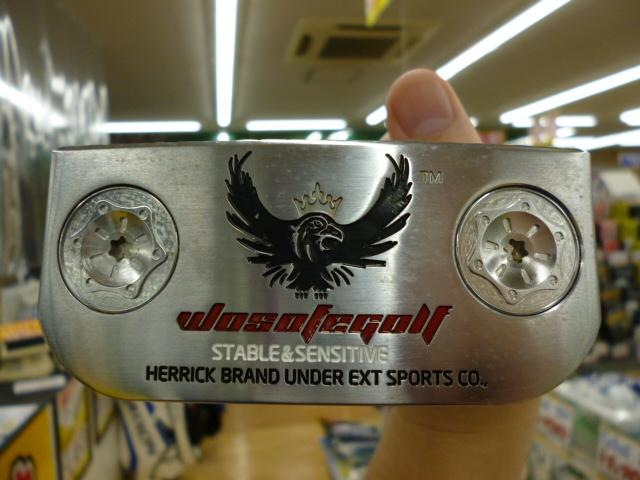 TM
wosofegolf
STABLE&SENSITIVE
HERRICK BRAND UNDER EXT SPORTS CO.,